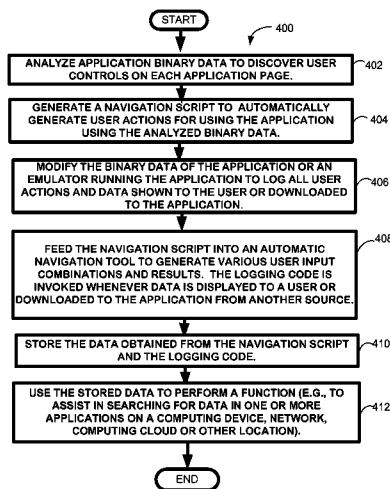 START
400
ANALYZE APPLICATION BINARY DATA TO DISCOVER USER
CONTROLS ON EACH APPLICATION PAGE.
402
GENERATE A NAVIGATION SCRIPT TO AUTOMATICALLY
GENERATE USER ACTIONS FOR USING THE APPLICATION
USING THE ANALYZED BINARY DATA.
404
MODIFY THE BINARY DATA OF THE APPLICATION OR AN
EMULATOR RUNNING THE APPLICATION TO LOG ALL USER
ACTIONS AND DATA SHOWN TO THE USER OR DOWNLOADED
TO THE APPLICATION.
406
FEED THE NAVIGATION SCRIPT INTO AN AUTOMATIC
NAVIGATION TOOL TO GENERATE VARIOUS USER INPUT
COMBINATIONS AND RESULTS. THE LOGGING CODE IS
INVOKED WHENEVER DATA IS DISPLAYED TO A USER OR
DOWNLOADED TO THE APPLICATION FROM ANOTHER SOURCE.
408
STORE THE DATA OBTAINED FROM THE NAVIGATION SCRIPT
AND THE LOGGING CODE.
410
USE THE STORED DATA TO PERFORM A FUNCTION (E.G., TO
ASSIST IN SEARCHING FOR DATA IN ONE OR MORE
APPLICATIONS ON A COMPUTING DEVICE, NETWORK,
COMPUTING CLOUD OR OTHER LOCATION).
412
END